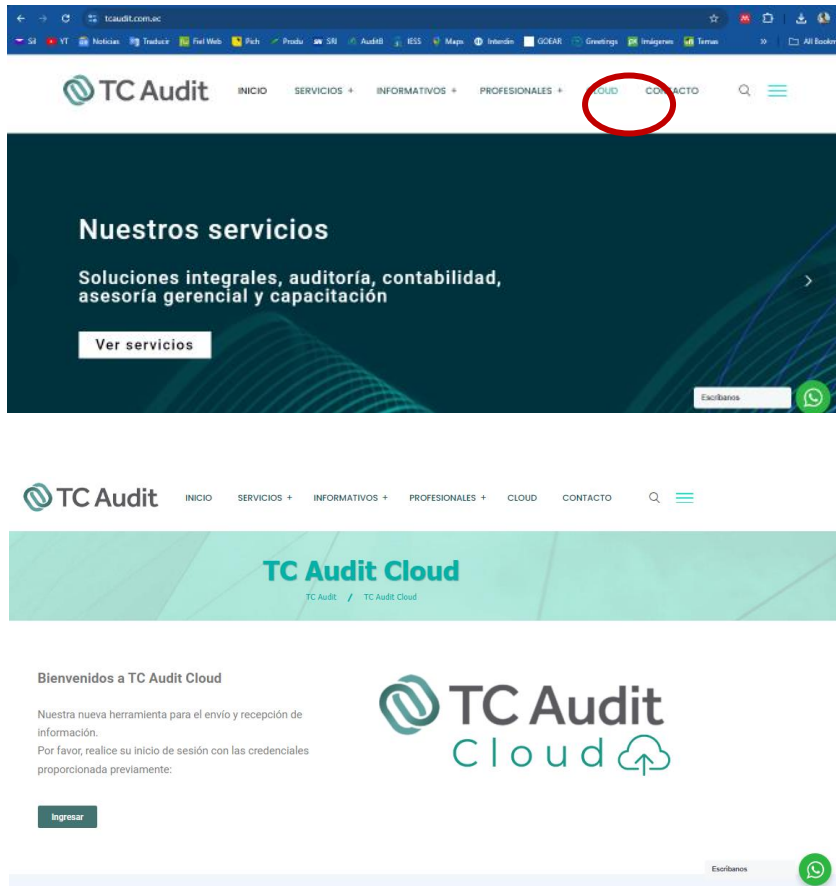 tcaudit.com.ec
Sil YT Noticias Traducir Fiel Web Pich Produ SRI AuditB IESS Maps Interdin GOEAR Greetings Imágenes Temas » All Bookm
TC Audit INICIO SERVICIOS + INFORMATIVOS + PROFESIONALES + CLOUD CONTACTO
Nuestros servicios
Soluciones integrales, auditoría, contabilidad,
asesoría gerencial y capacitación
Ver servicios
Escríbanos
TC Audit INICIO SERVICIOS + INFORMATIVOS + PROFESIONALES + CLOUD CONTACTO
TC Audit Cloud
TC Audit / TC Audit Cloud
Bienvenidos a TC Audit Cloud
Nuestra nueva herramienta para el envío y recepción de
información.
Por favor, realice su inicio de sesión con las credenciales
proporcionada previamente:
Ingresar
TC Audit
Cloud
Escríbanos